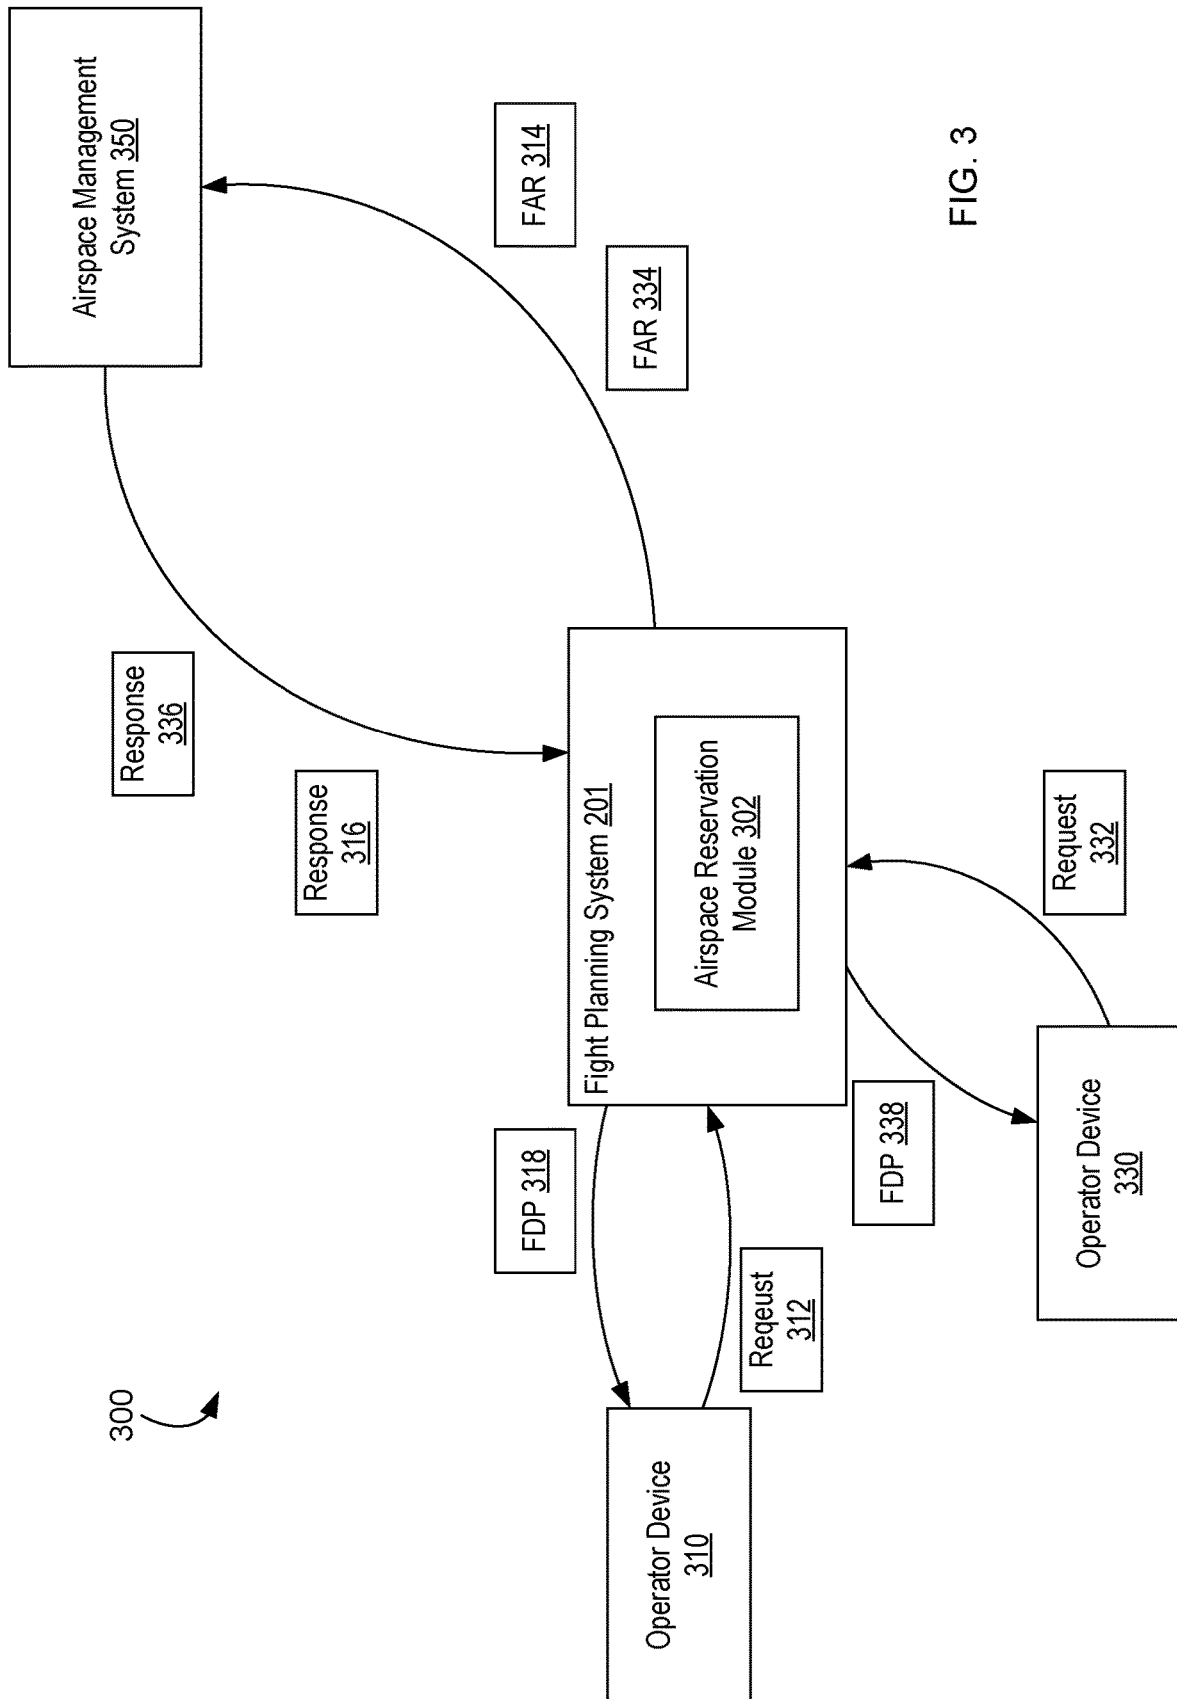 300
Airspace Management
System 350
Response
336
Response
316
FAR 314
FAR 334
Fight Planning System 201
Airspace Reservation
Module 302
FDP 318
Reqeust
312
Operator Device
310
FDP 338
Request
332
Operator Device
330
FIG. 3